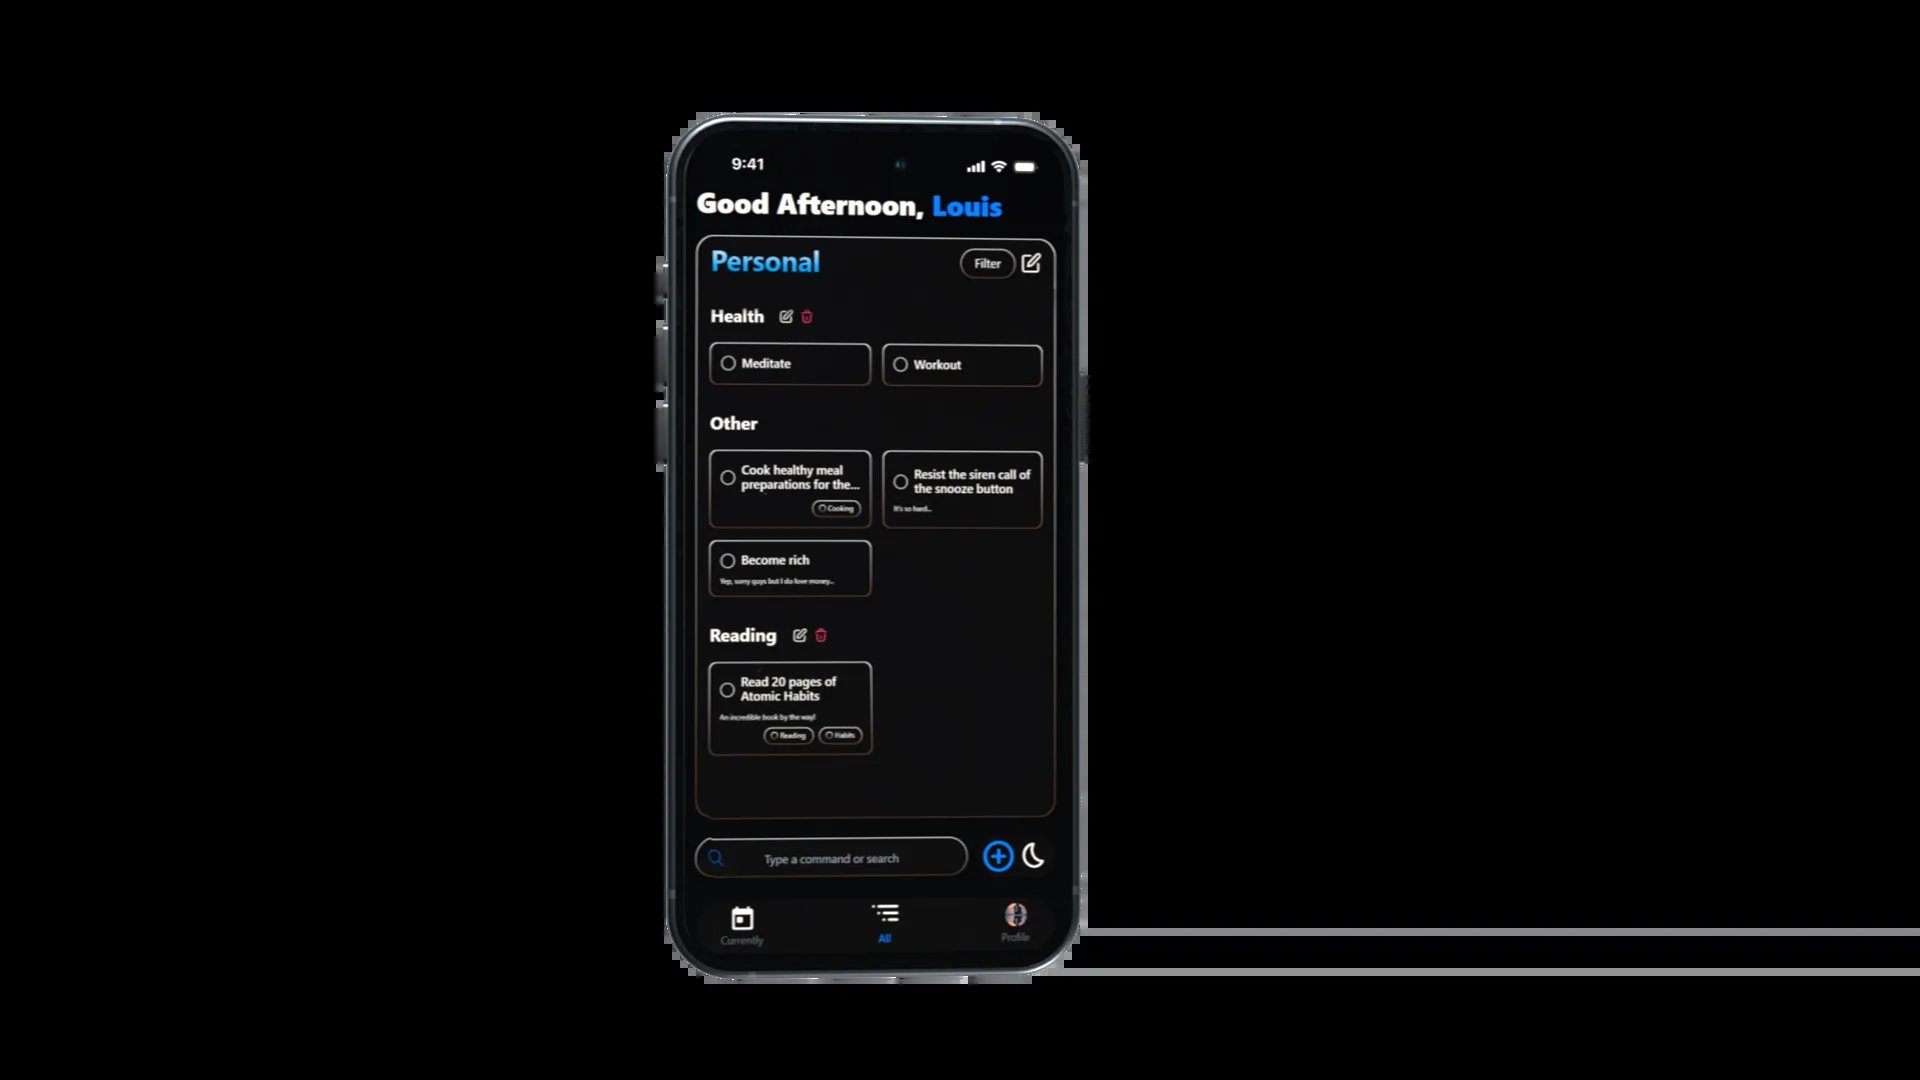 9:41
Good Afternoon, Louis
Personal
Filter
Health
Meditate
Workout
Other
Cook healthy meal
preparations for the...
Cooking
Resist the siren call of
the snooze button
It's so hard...
Become rich
Yep, sorry guys but I do love money...
Reading
Read 20 pages of
Atomic Habits
An incredible book by the way!
Reading
Habits
Type a command or search
Currently
All
Profile